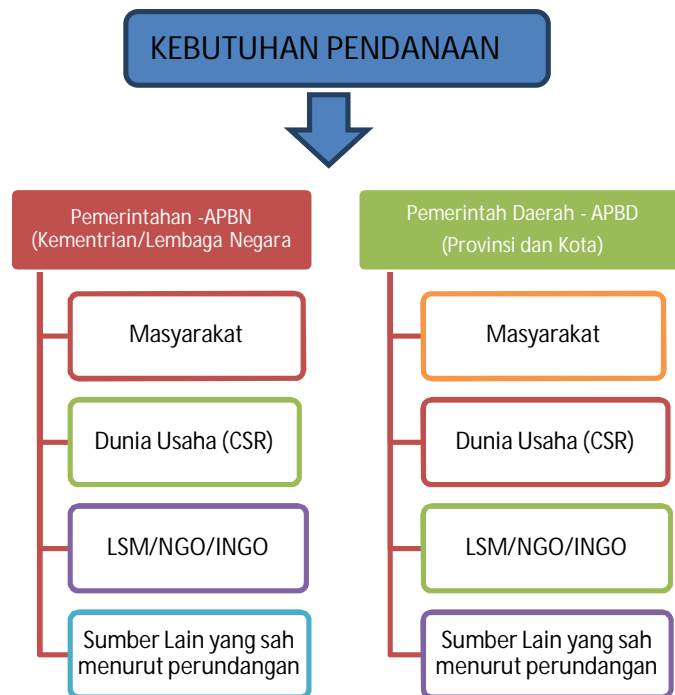 KEBUTUHAN PENDANAAN
Pemerintahan -APBN
(Kementrian/Lembaga Negara
Masyarakat
Dunia Usaha (CSR)
LSM/NGO/INGO
Sumber Lain yang sah
menurut perundangan
Pemerintah Daerah - APBD
(Provinsi dan Kota)
Masyarakat
Dunia Usaha (CSR)
LSM/NGO/INGO
Sumber Lain yang sah
menurut perundangan